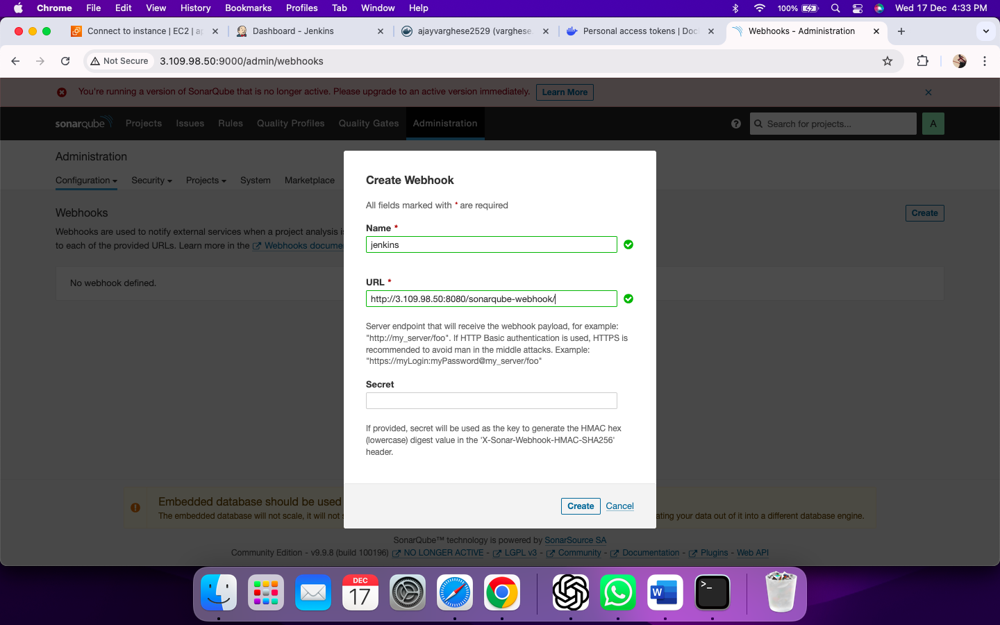 Chrome File Edit View History Bookmarks Profiles Tab Window Help 100% Wed 17 Dec 4:33 PM
Connect to instance | EC2 | ap Dashboard - Jenkins ajayvarghese2529 (varghese. Personal access tokens | Doc Webhooks - Administration
Not Secure 3.109.98.50:9000/admin/webhooks
You're running a version of SonarQube that is no longer active. Please upgrade to an active version immediately. Learn More
sonarqube Projects Issues Rules Quality Profiles Quality Gates Administration Search for projects... A
Administration
Configuration Security Projects System Marketplace
Create Webhook
All fields marked with * are required
Webhooks
Create
Webhooks are used to notify external services when a project analysis is
to each of the provided URLs. Learn more in the Webhooks docume
No webhook defined.
Name *
jenkins
URL *
http://3.109.98.50:8080/sonarqube-webhook/
Server endpoint that will receive the webhook payload, for example:
"http://my_server/foo". If HTTP Basic authentication is used, HTTPS is
recommended to avoid man in the middle attacks. Example:
"https://myLogin:myPassword@my_server/foo"
Secret
If provided, secret will be used as the key to generate the HMAC hex
(lowercase) digest value in the 'X-Sonar-Webhook-HMAC-SHA256'
header.
Create Cancel
Embedded database should be used
The embedded database will not scale, it will not s ating your data out of it into a different database engine.
SonarQube™ technology is powered by SonarSource SA
Community Edition - v9.9.8 (build 100196) NO LONGER ACTIVE - LGPL v3 - Community - Documentation - Plugins - Web API
DEC
17
W
>_